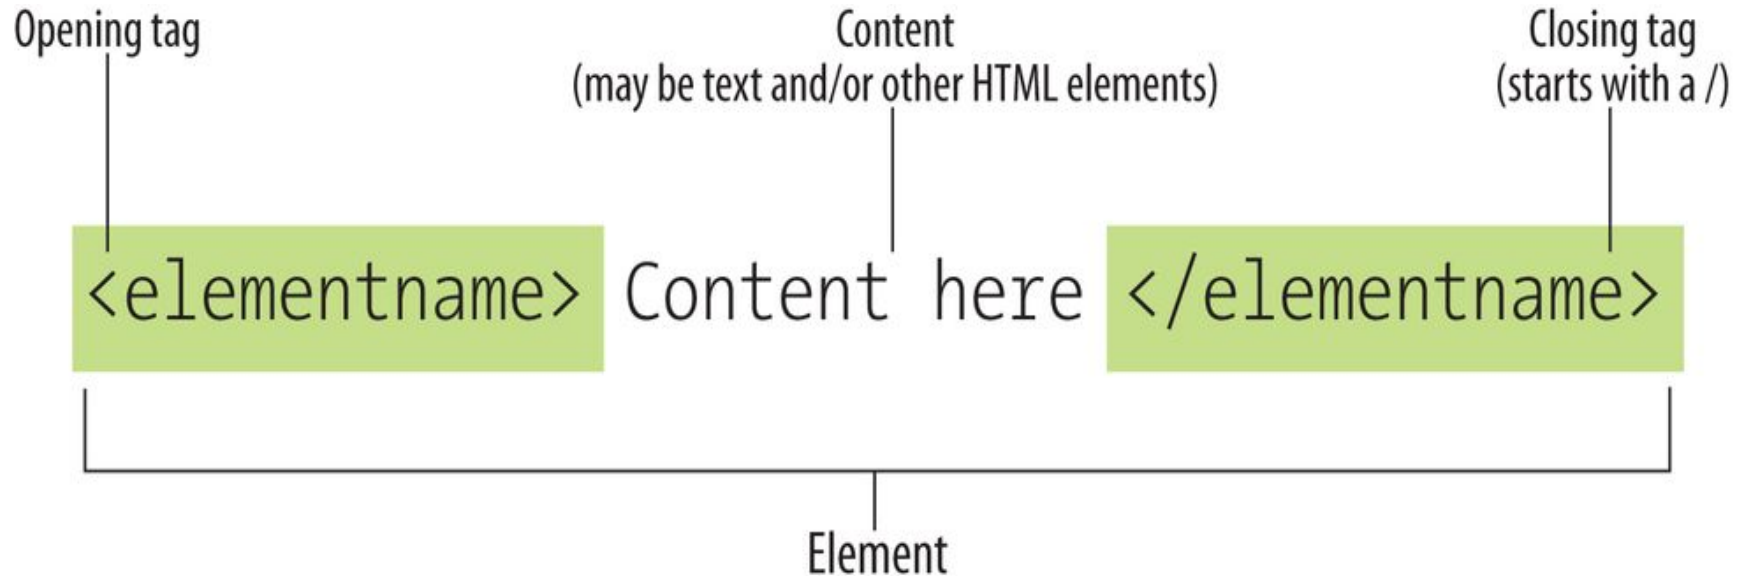 Opening tag
Content
(may be text and/or other HTML elements)
Closing tag
(starts with a /)
<elementname> Content here </elementname>
Element